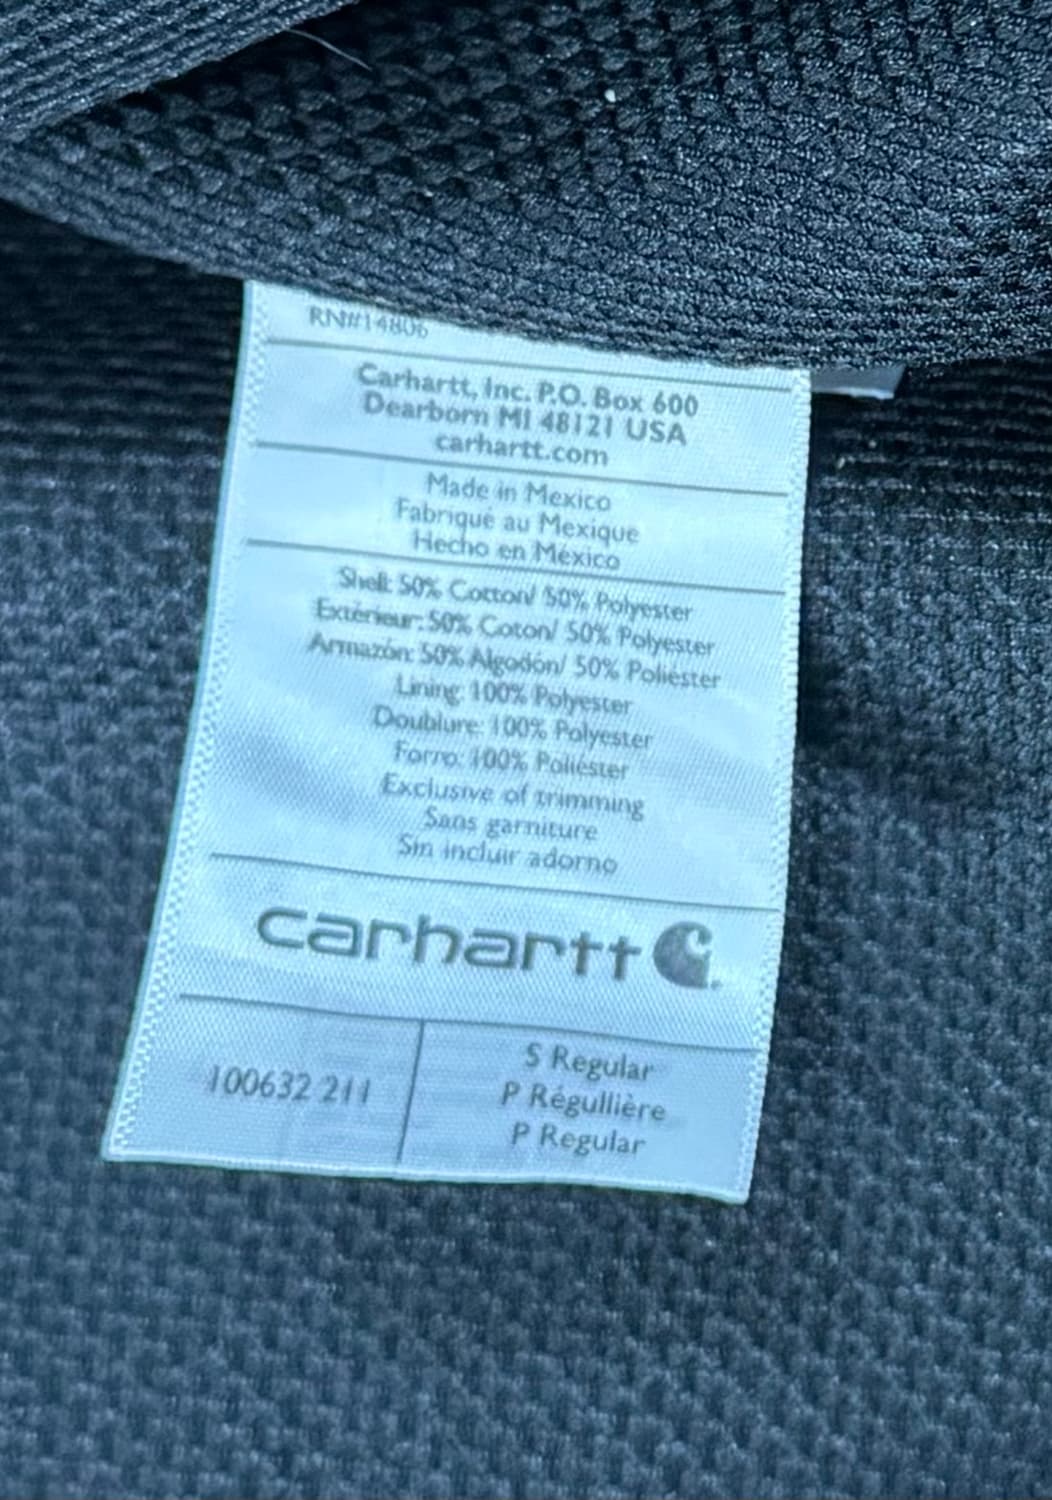 RN#14806
Carhartt, Inc. P.O. Box 600
Dearborn MI 48121 USA
carhartt.com
Made in Mexico
Fabriqué au Mexique
Hecho en México
Shell: 50% Cotton/ 50% Polyester
Extérieur: 50% Coton/ 50% Polyester
Armazón: 50% Algodón/ 50% Poliéster
Lining: 100% Polyester
Doublure: 100% Polyester
Forro: 100% Poliéster
Exclusive of trimming
Sans garniture
Sin incluir adorno
carhartt
100632 211
S Regular
P Régullière
P Regular